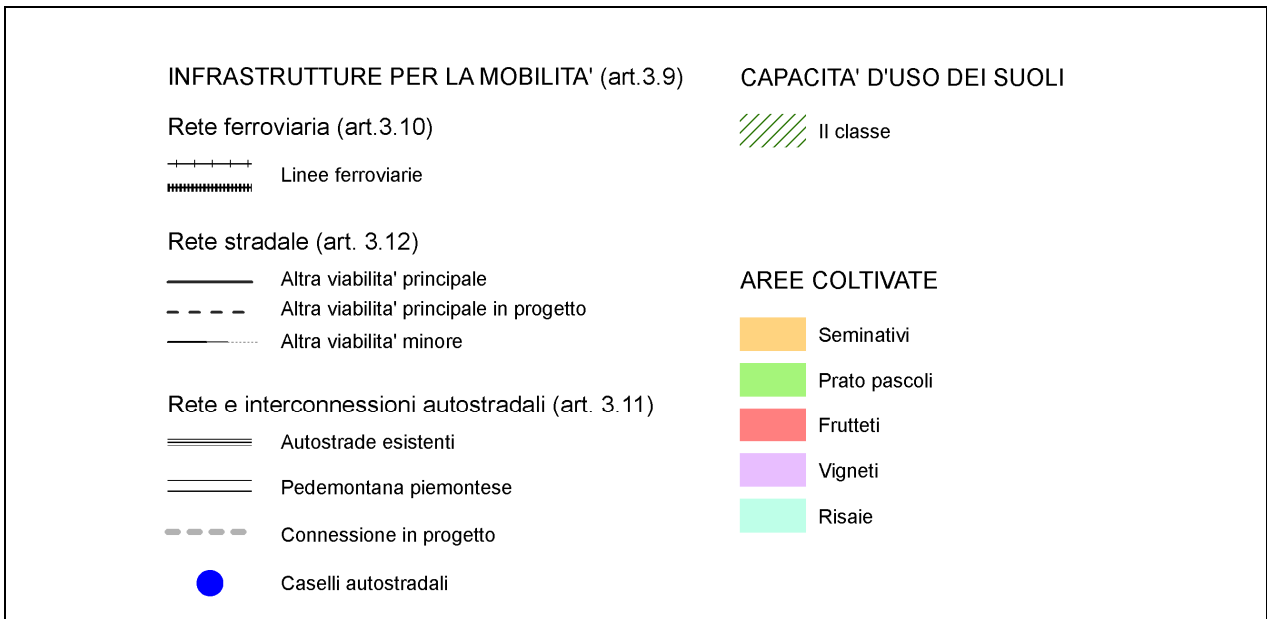 INFRASTRUTTURE PER LA MOBILITA' (art.3.9)
Rete ferroviaria (art.3.10)
Linee ferroviarie
Rete stradale (art. 3.12)
Altra viabilita' principale
Altra viabilita' principale in progetto
Altra viabilita' minore
Rete e interconnessioni autostradali (art. 3.11)
Autostrade esistenti
Pedemontana piemontese
Connessione in progetto
Caselli autostradali
CAPACITA' D'USO DEI SUOLI
II classe
AREE COLTIVATE
Seminativi
Prato pascoli
Frutteti
Vigneti
Risaie